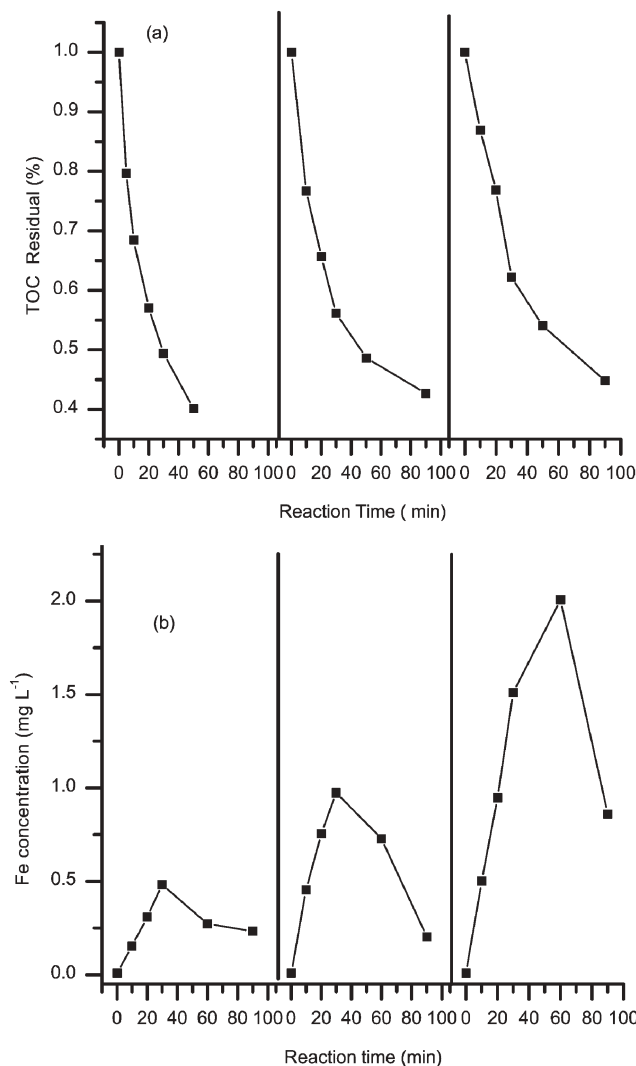 (a)
1.0
0.9
0.8
0.7
0.6
0.5
0.4
TOC Residual (%)
0 20 40 60 80 100 0 20 40 60 80 100 0 20 40 60 80 100
Reaction Time ( min)
(b)
2.0
1.5
1.0
0.5
0.0
Fe concentration (mg L⁻¹)
0 20 40 60 80 100 0 20 40 60 80 100 0 20 40 60 80 100
Reaction time (min)